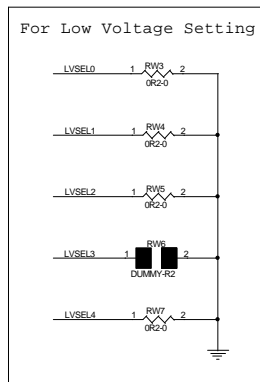 For Low Voltage Setting
LVSEL0 1 RW3 2
0R2-0
LVSEL1 1 RW4 2
0R2-0
LVSEL2 1 RW5 2
0R2-0
LVSEL3 1 RW6 2
DUMMY-R2
LVSEL4 1 RW7 2
0R2-0